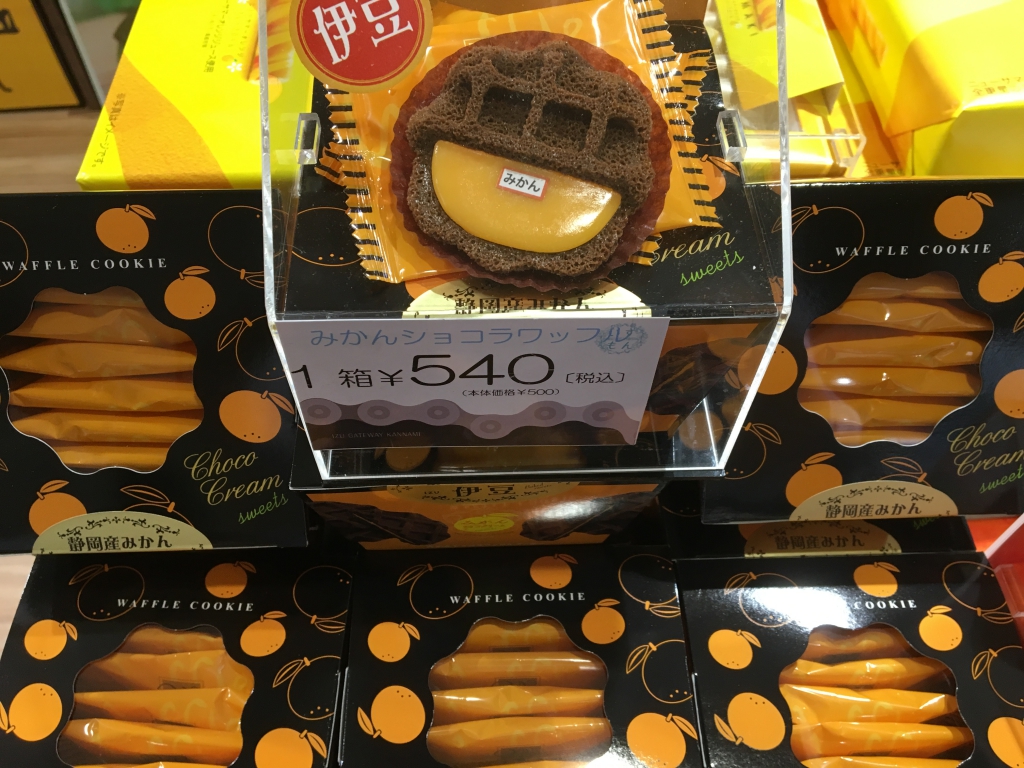 伊豆
みかん
Cream
sweets
静岡産みかん
みかんショコラワッフル
1箱¥540[税込]
(本体価格¥500)
IZU GATEWAY KANNAMI
WAFFLE COOKIE
Choco
Cream
sweets
静岡産みかん
WAFFLE COOKIE
Choco
Cream
sweets
静岡産みかん
伊豆
WAFFLE COOKIE
WAFFLE COOKIE
COOKIE